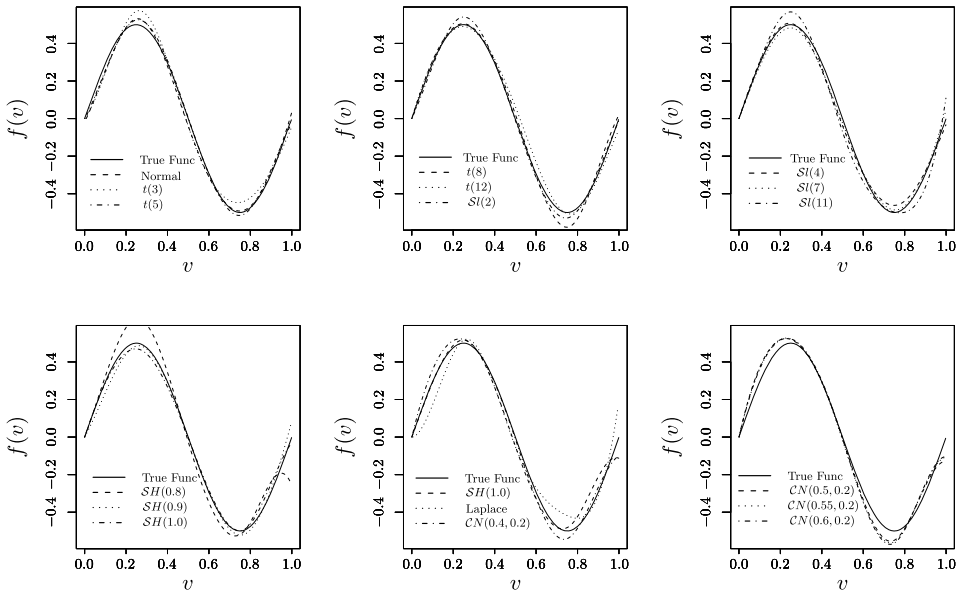 f(v)
0.4
0.2
0.0
−0.2
−0.4
True Func
Normal
t(3)
t(5)
0.0 0.2 0.4 0.6 0.8 1.0
v
f(v)
0.4
0.2
0.0
−0.2
−0.4
True Func
t(8)
t(12)
Sl(2)
0.0 0.2 0.4 0.6 0.8 1.0
v
f(v)
0.4
0.2
0.0
−0.2
−0.4
True Func
Sl(4)
Sl(7)
Sl(11)
0.0 0.2 0.4 0.6 0.8 1.0
v
f(v)
0.4
0.2
0.0
−0.2
−0.4
True Func
SH(0.8)
SH(0.9)
SH(1.0)
0.0 0.2 0.4 0.6 0.8 1.0
v
f(v)
0.4
0.2
0.0
−0.2
−0.4
True Func
SH(1.0)
Laplace
CN(0.4, 0.2)
0.0 0.2 0.4 0.6 0.8 1.0
v
f(v)
0.4
0.2
0.0
−0.2
−0.4
True Func
CN(0.5, 0.2)
CN(0.55, 0.2)
CN(0.6, 0.2)
0.0 0.2 0.4 0.6 0.8 1.0
v